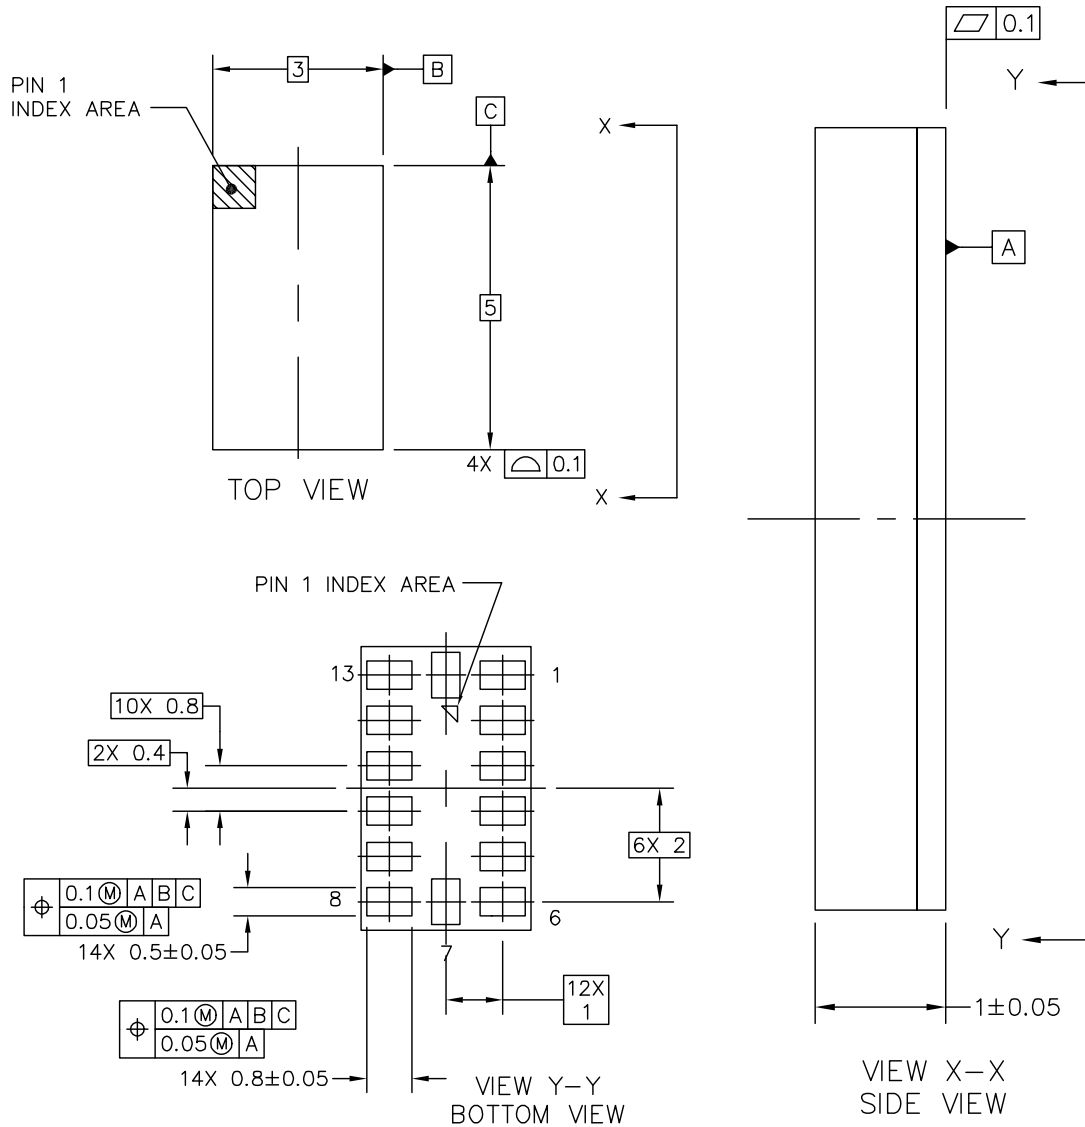 0.1
Y
3
B
PIN 1
INDEX AREA
C
X
A
5
4X 0.1
TOP VIEW
X
PIN 1 INDEX AREA
13
1
10X 0.8
2X 0.4
6X 2
8
6
0.1 Ⓜ A B C
0.05 Ⓜ A
14X 0.5±0.05
7
Y
12X
1
0.1 Ⓜ A B C
0.05 Ⓜ A
14X 0.8±0.05
1±0.05
VIEW Y-Y
BOTTOM VIEW
VIEW X-X
SIDE VIEW